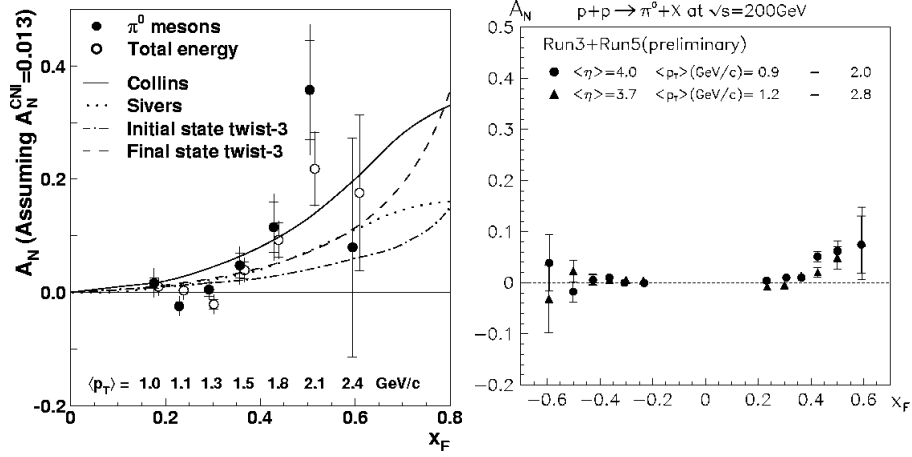 A_N (Assuming A_N^CNI=0.013)
π⁰ mesons
Total energy
Collins
Sivers
Initial state twist-3
Final state twist-3
0.4
0.2
0.0
-0.2
⟨p_T⟩ = 1.0 1.1 1.3 1.5 1.8 2.1 2.4 GeV/c
0 0.2 0.4 0.6 0.8
x_F
A_N p+p→π⁰+X at √s=200GeV
Run3+Run5(preliminary)
<η>=4.0 <p_T>(GeV/c)= 0.9 – 2.0
<η>=3.7 <p_T>(GeV/c)= 1.2 – 2.8
0.5
0.4
0.3
0.2
0.1
0
-0.1
-0.2
-0.6 -0.4 -0.2 0 0.2 0.4 0.6 x_F